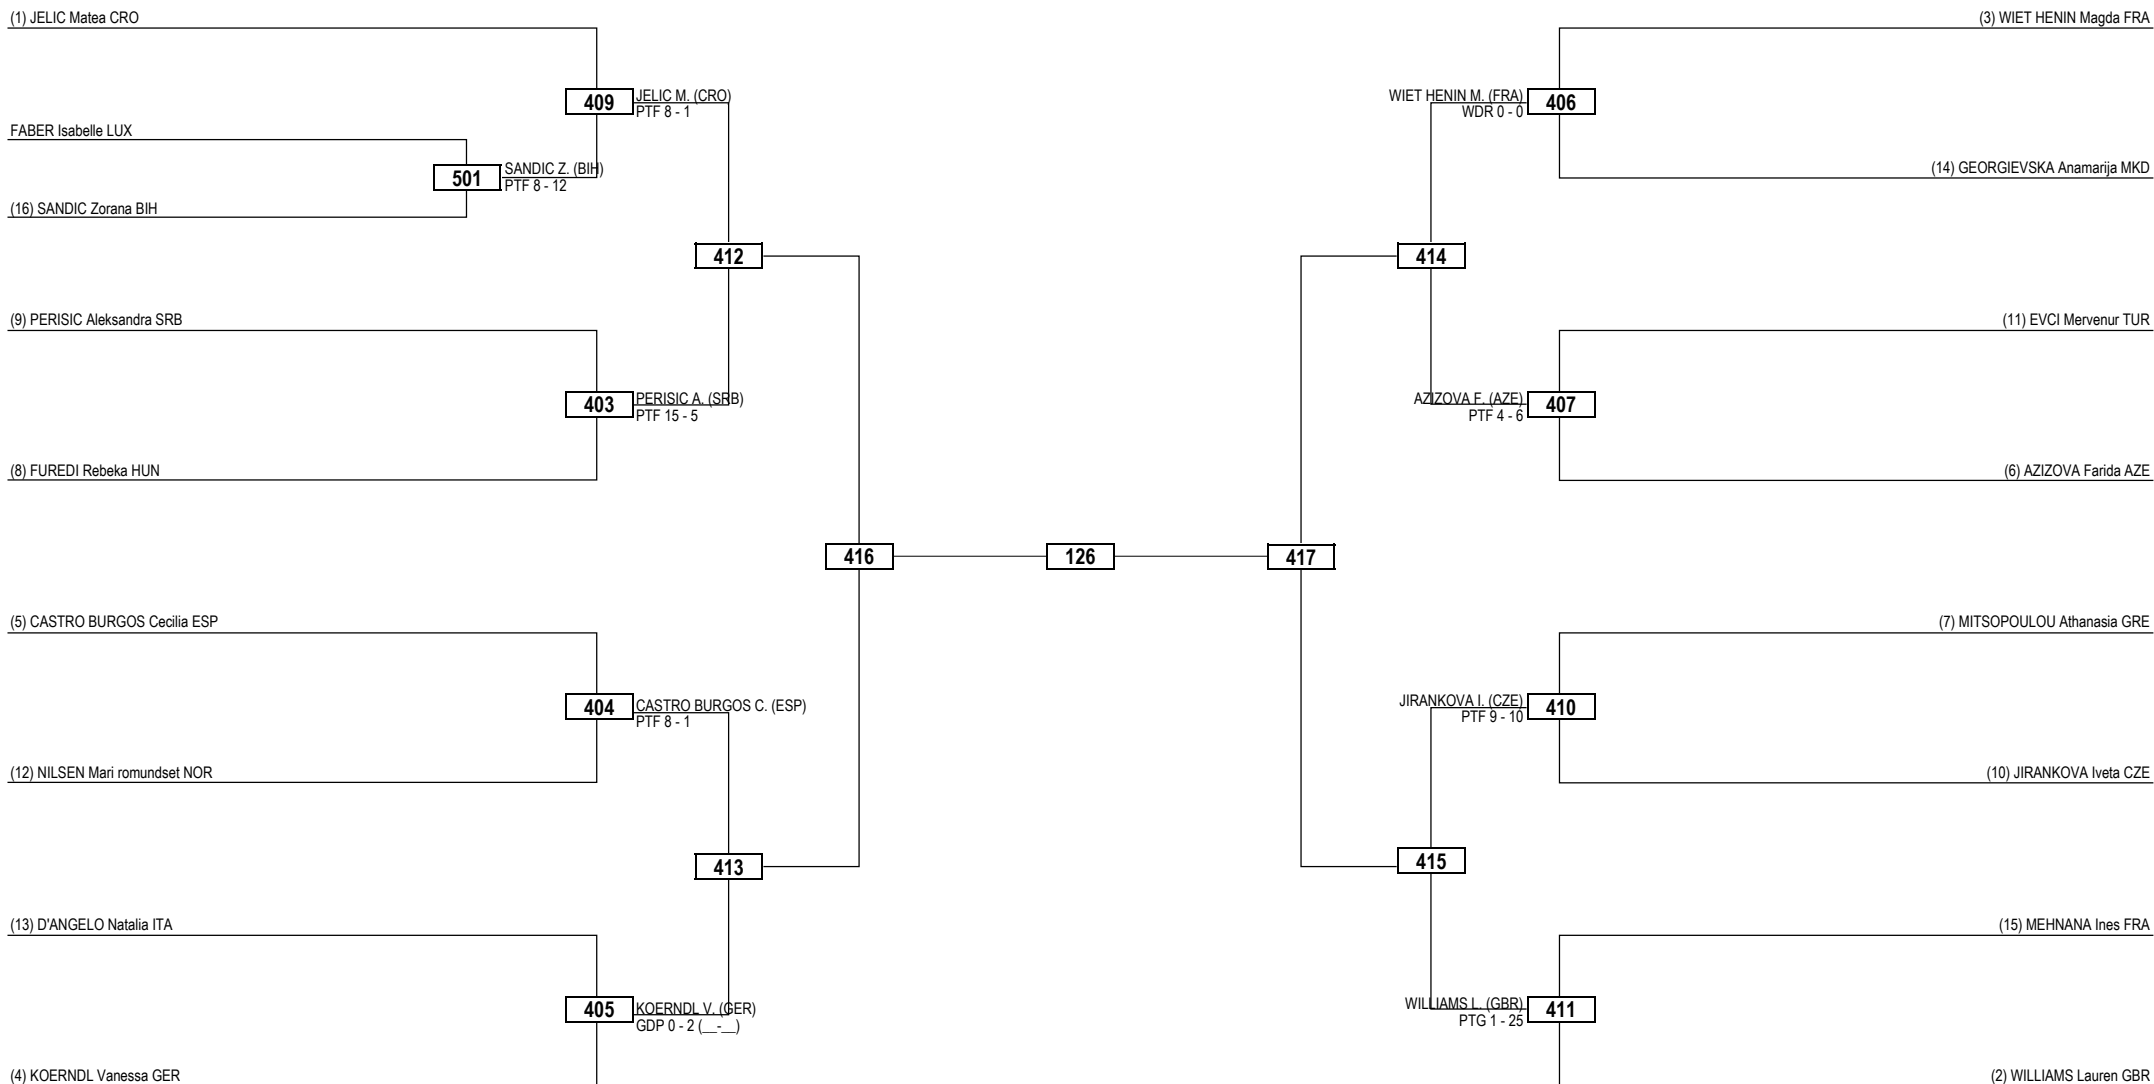 (1) JELIC Matea CRO
(3) WIET HENIN Magda FRA
409
JELIC M. (CRO)
PTF 8 - 1
WIET HENIN M. (FRA)
WDR 0 - 0
406
FABER Isabelle LUX
501
SANDIC Z. (BIH)
PTF 8 - 12
(14) GEORGIEVSKA Anamarija MKD
(16) SANDIC Zorana BIH
412
414
(9) PERISIC Aleksandra SRB
(11) EVCI Mervenur TUR
403
PERISIC A. (SRB)
PTF 15 - 5
AZIZOVA F. (AZE)
PTF 4 - 6
407
(8) FUREDI Rebeka HUN
(6) AZIZOVA Farida AZE
416
126
417
(5) CASTRO BURGOS Cecilia ESP
(7) MITSOPOULOU Athanasia GRE
404
CASTRO BURGOS C. (ESP)
PTF 8 - 1
JIRANKOVA I. (CZE)
PTF 9 - 10
410
(12) NILSEN Mari romundset NOR
(10) JIRANKOVA Iveta CZE
413
415
(13) D'ANGELO Natalia ITA
(15) MEHNANA Ines FRA
405
KOERNDL V. (GER)
GDP 0 - 2 (__-__)
WILLIAMS L. (GBR)
PTG 1 - 25
411
(4) KOERNDL Vanessa GER
(2) WILLIAMS Lauren GBR